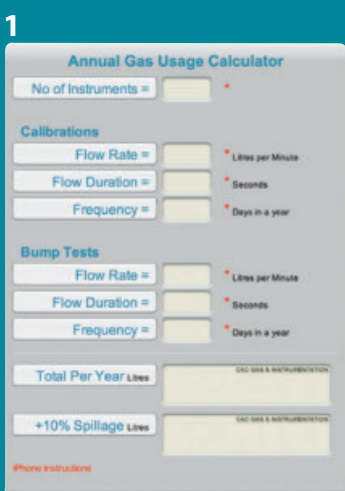 1
Annual Gas Usage Calculator
No of Instruments = *
Calibrations
Flow Rate = * Litres per Minute
Flow Duration = * Seconds
Frequency = * Days in a year
Bump Tests
Flow Rate = * Litres per Minute
Flow Duration = * Seconds
Frequency = * Days in a year
Total Per Year Litres
CAC GAS & INSTRUMENTATION
+10% Spillage Litres
CAC GAS & INSTRUMENTATION
iPhone instructions